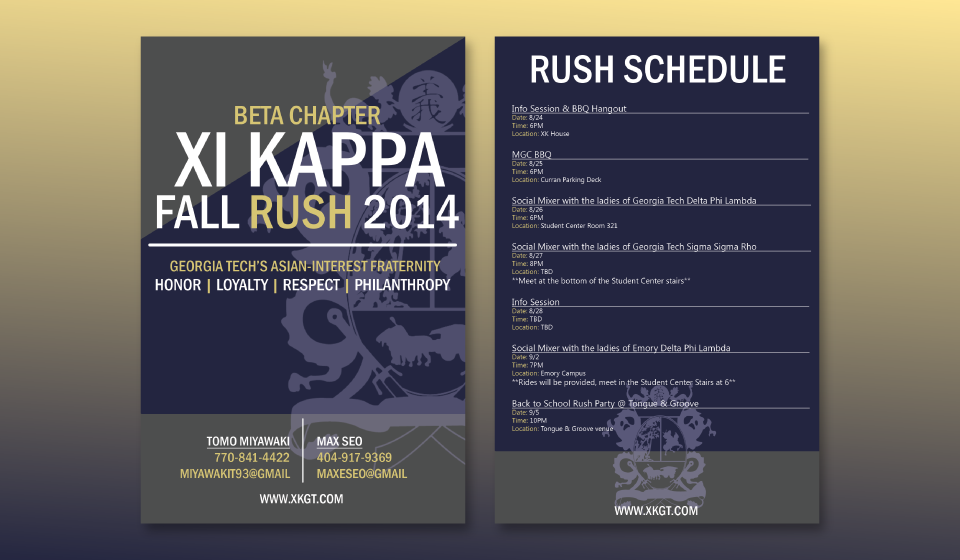 BETA CHAPTER
XI KAPPA
FALL RUSH 2014
GEORGIA TECH'S ASIAN-INTEREST FRATERNITY
HONOR | LOYALTY | RESPECT | PHILANTHROPY
TOMO MIYAWAKI
770-841-4422
MIYAWAKIT93@GMAIL
MAX SEO
404-917-9369
MAXESEO@GMAIL
WWW.XKGT.COM
義
RUSH SCHEDULE
Info Session & BBQ Hangout
Date: 8/24
Time: 6PM
Location: XK House
MGC BBQ
Date: 8/25
Time: 6PM
Location: Curran Parking Deck
Social Mixer with the ladies of Georgia Tech Delta Phi Lambda
Date: 8/26
Time: 6PM
Location: Student Center Room 321
Social Mixer with the ladies of Georgia Tech Sigma Sigma Rho
Date: 8/27
Time: 8PM
Location: TBD
**Meet at the bottom of the Student Center stairs**
Info Session
Date: 8/28
Time: TBD
Location: TBD
Social Mixer with the ladies of Emory Delta Phi Lambda
Date: 9/2
Time: 7PM
Location: Emory Campus
**Rides will be provided, meet in the Student Center Stairs at 6**
Back to School Rush Party @ Tongue & Groove
Date: 9/5
Time: 10PM
Location: Tongue & Groove venue
WWW.XKGT.COM